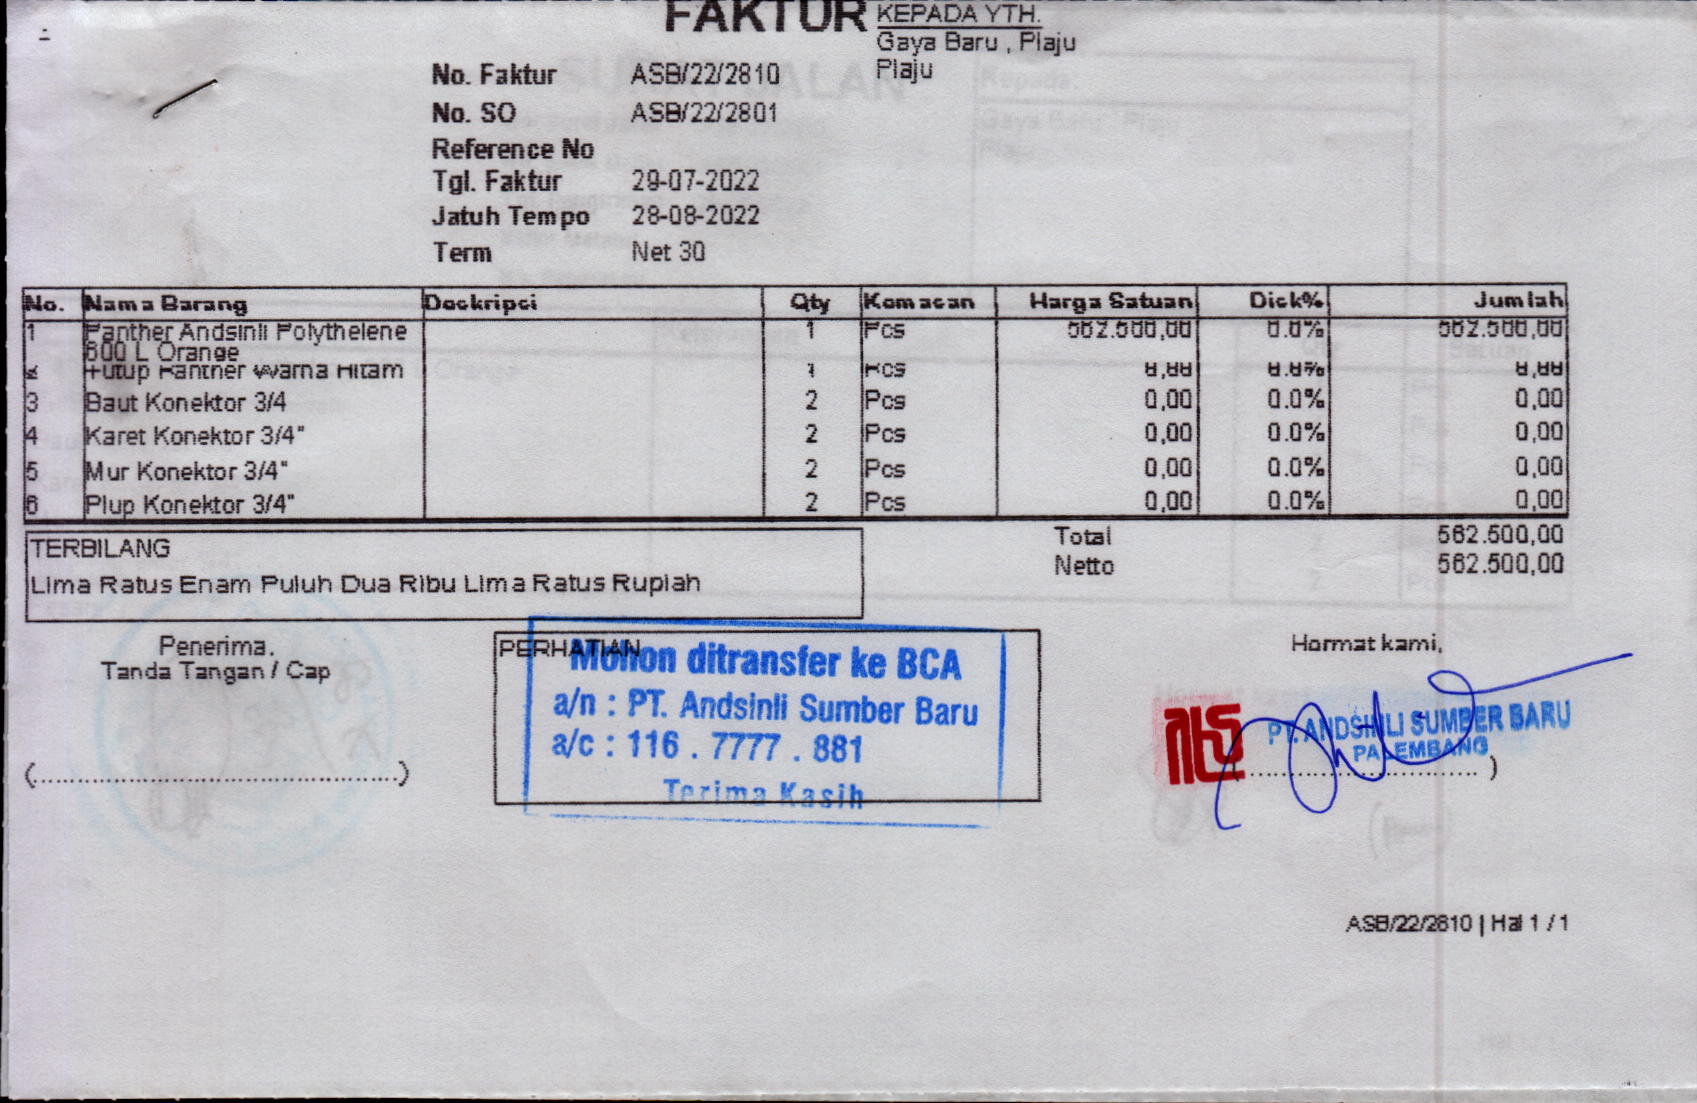 FAKTUR
KEPADA YTH.
Gaya Baru , Plaju
Plaju
No. Faktur ASB/22/2810
No. SO ASB/22/2801
Reference No
Tgl. Faktur 29-07-2022
Jatuh Tempo 28-08-2022
Term Net 30
No. Nama Barang Deskripsi Qty Kemasan Harga Satuan Disk% Jumlah
1 Panther Andsinli Polythelene 1 Pcs 562.500,00 0.0% 562.500,00
600 L Orange
2 Tutup Panther Warna Hitam 1 Pcs 0,00 0.0% 0,00
3 Baut Konektor 3/4 2 Pcs 0,00 0.0% 0,00
4 Karet Konektor 3/4" 2 Pcs 0,00 0.0% 0,00
5 Mur Konektor 3/4" 2 Pcs 0,00 0.0% 0,00
6 Plup Konektor 3/4" 2 Pcs 0,00 0.0% 0,00
Total 562.500,00
Netto 562.500,00
TERBILANG
Lima Ratus Enam Puluh Dua Ribu Lima Ratus Rupiah
Penerima.
Tanda Tangan / Cap
(..............................................)
PERHATIAN
Mohon ditransfer ke BCA
a/n : PT. Andsinli Sumber Baru
a/c : 116 . 7777 . 881
Terima Kasih
Hormat kami,
PT. ANDSINLI SUMBER BARU
PALEMBANG
(................................ )
ASB/22/2810 | Hal 1 / 1